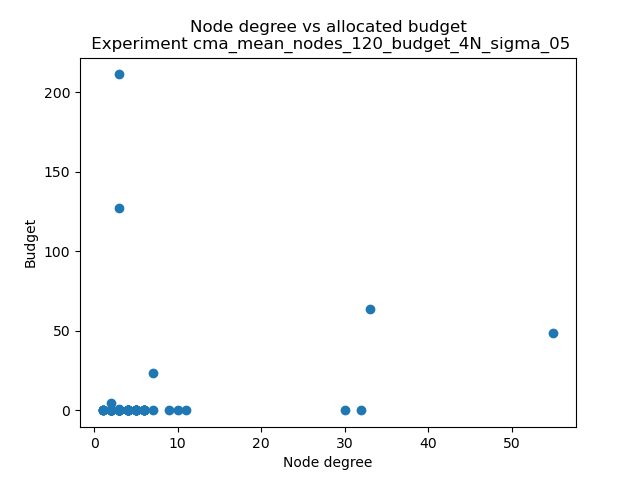 Node degree vs allocated budget
Experiment cma_mean_nodes_120_budget_4N_sigma_05
200
150
100
50
0
Budget
0 10 20 30 40 50
Node degree